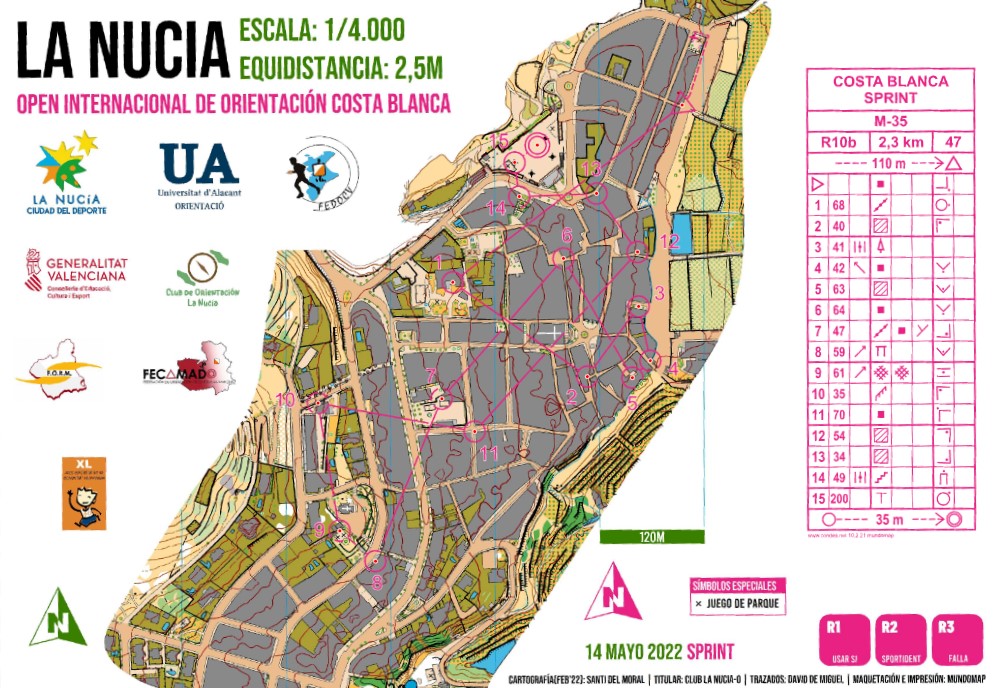 LA NUCIA
ESCALA: 1/4.000
EQUIDISTANCIA: 2,5M
OPEN INTERNACIONAL DE ORIENTACIÓN COSTA BLANCA
LA NUCÍA
CIUDAD DEL DEPORTE
UA
Universitat d'Alacant
ORIENTACIÓ
FEDOCV
GENERALITAT
VALENCIANA
Conselleria d'Educació,
Cultura i Esport
Club de Orientación
La Nucia
F.O.R.M.
FECAMADO
XL
N
15
13
14
12
6
1
3
4
7
2
5
10
11
9
8
120M
N
SÍMBOLOS ESPECIALES
× JUEGO DE PARQUE
14 MAYO 2022 SPRINT
COSTA BLANCA
SPRINT
M-35
R10b 2,3 km 47
110 m
1 68
2 40
3 41
4 42
5 63
6 64
7 47
8 59
9 61
10 35
11 70
12 54
13 34
14 49
15 200
35 m
R1
USAR SI
R2
SPORTIDENT
R3
FALLA
CARTOGRAFÍA(FEB'22): SANTI DEL MORAL | TITULAR: CLUB LA NUCIA-O | TRAZADOS: DAVID DE MIGUEL | MAQUETACIÓN E IMPRESIÓN: MUNDOMAP